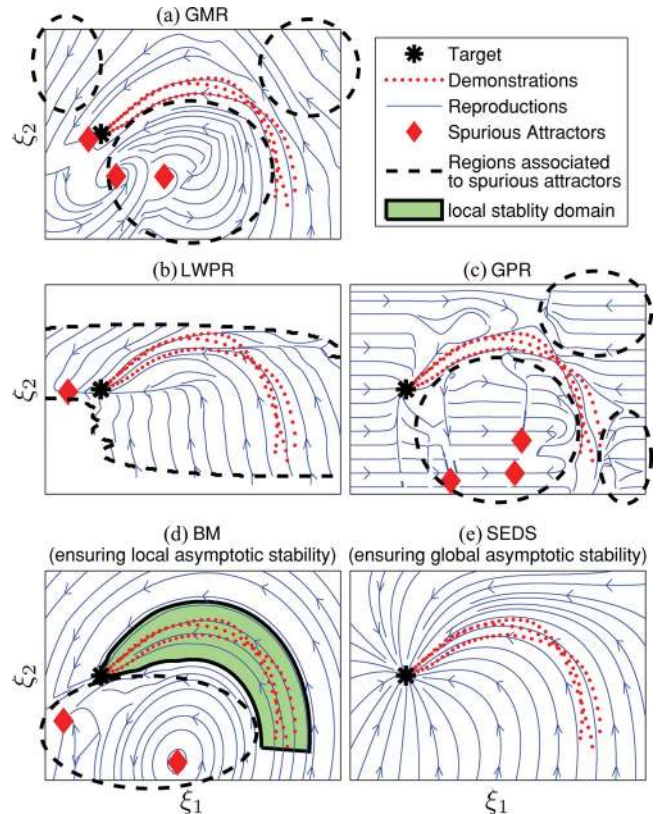 (a) GMR
ξ2
Target
Demonstrations
Reproductions
Spurious Attractors
Regions associated
to spurious attractors
local stablity domain
(b) LWPR
(c) GPR
ξ2
(d) BM
(ensuring local asymptotic stability)
(e) SEDS
(ensuring global asymptotic stability)
ξ2
ξ1
ξ1